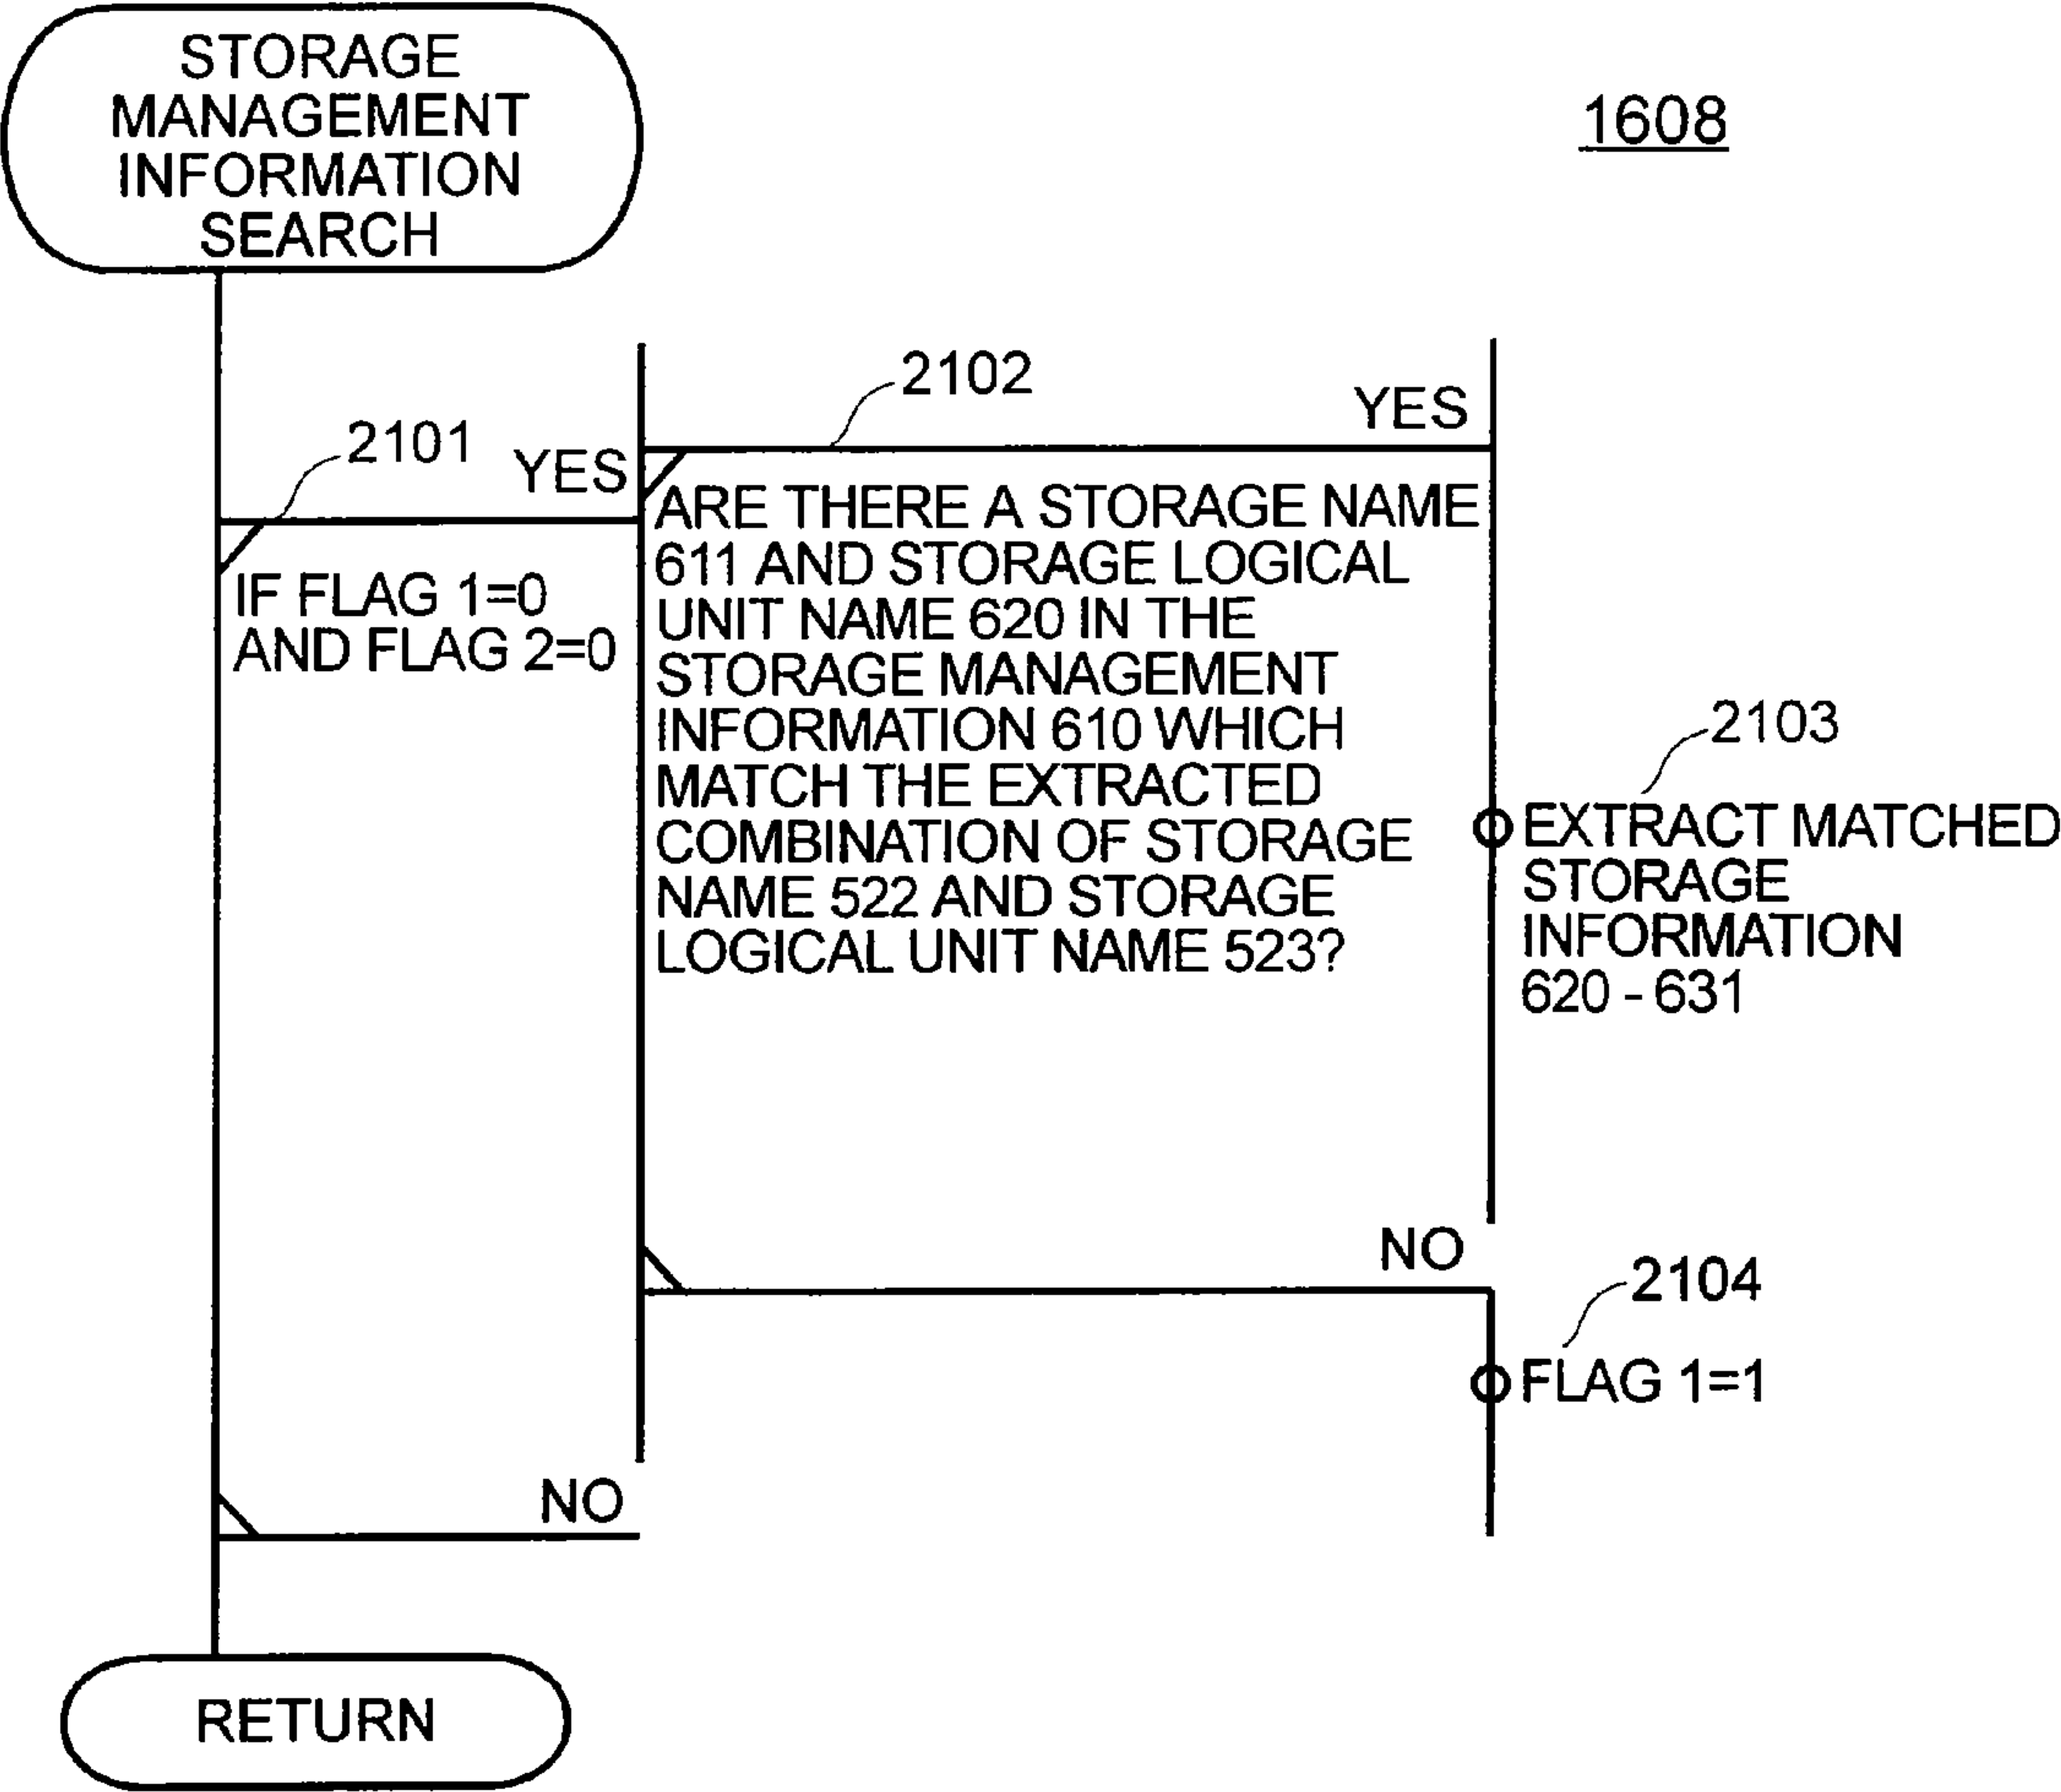 STORAGE
MANAGEMENT
INFORMATION
SEARCH
1608
2102
YES
2101
YES
IF FLAG 1=0
AND FLAG 2=0
ARE THERE A STORAGE NAME
611 AND STORAGE LOGICAL
UNIT NAME 620 IN THE
STORAGE MANAGEMENT
INFORMATION 610 WHICH
MATCH THE EXTRACTED
COMBINATION OF STORAGE
NAME 522 AND STORAGE
LOGICAL UNIT NAME 523?
2103
EXTRACT MATCHED
STORAGE
INFORMATION
620 - 631
NO
2104
FLAG 1=1
NO
RETURN